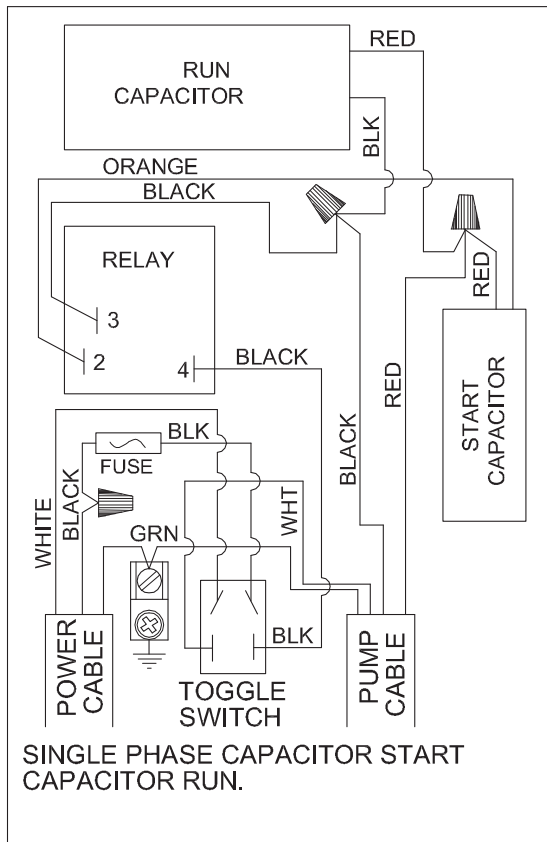 RED
RUN
CAPACITOR
BLK
ORANGE
BLACK
RELAY
3
2
4
BLACK
RED
RED
START
CAPACITOR
BLACK
BLK
FUSE
WHITE
BLACK
WHT
GRN
BLK
POWER
CABLE
TOGGLE
SWITCH
PUMP
CABLE
SINGLE PHASE CAPACITOR START
CAPACITOR RUN.